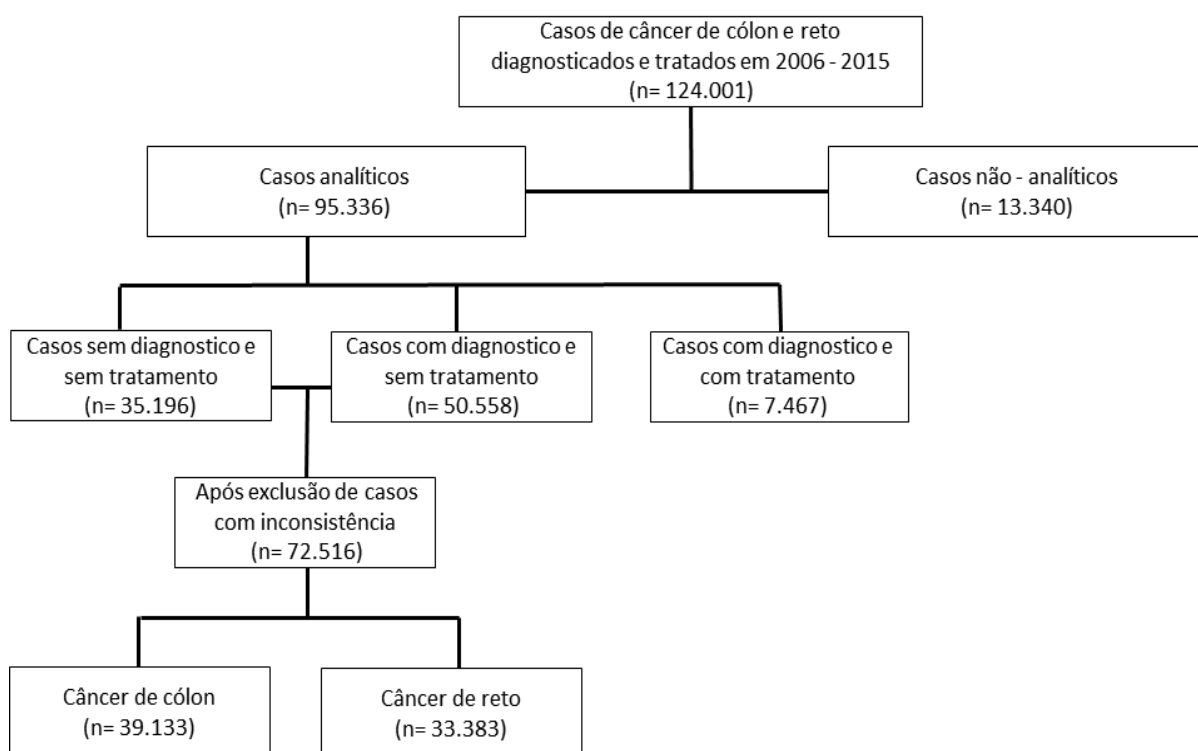 Casos de câncer de cólon e reto
diagnosticados e tratados em 2006 - 2015
(n= 124.001)
Casos analíticos
(n= 95.336)
Casos não - analíticos
(n= 13.340)
Casos sem diagnostico e
sem tratamento
(n= 35.196)
Casos com diagnostico e
sem tratamento
(n= 50.558)
Casos com diagnostico e
com tratamento
(n= 7.467)
Após exclusão de casos
com inconsistência
(n= 72.516)
Câncer de cólon
(n= 39.133)
Câncer de reto
(n= 33.383)